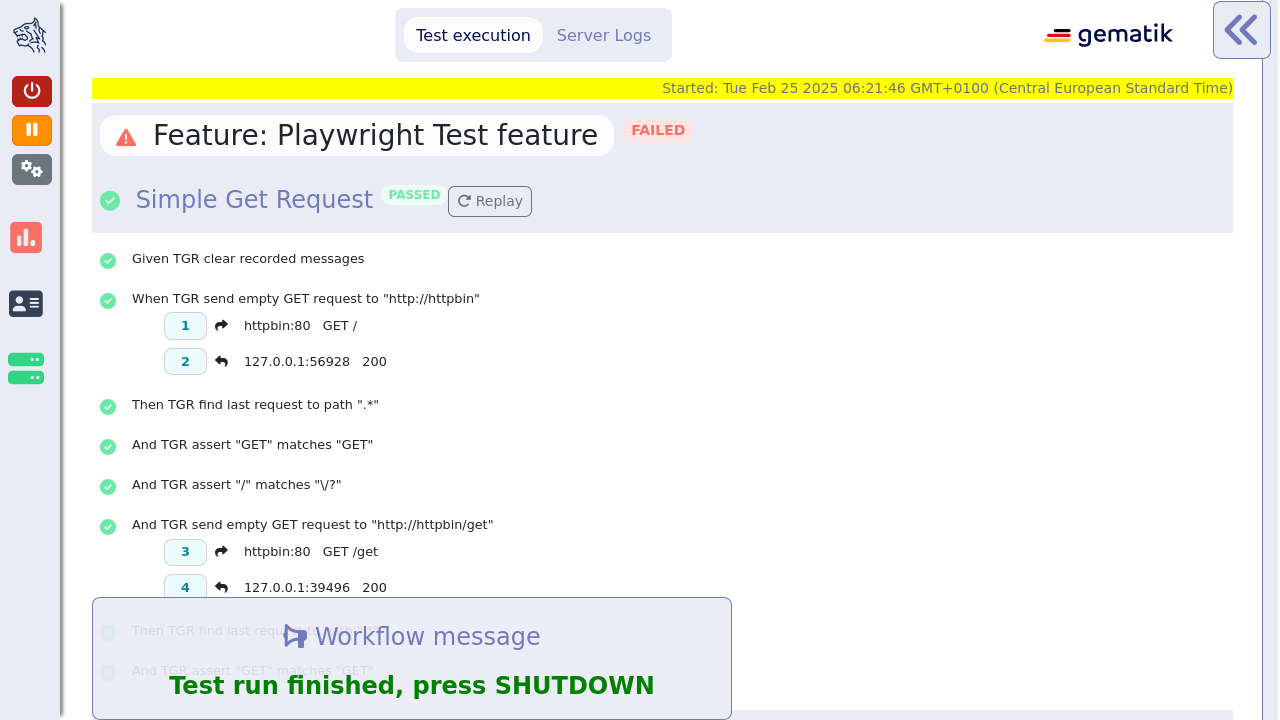 Test execution
Server Logs
gematik
Started: Tue Feb 25 2025 06:21:46 GMT+0100 (Central European Standard Time)
Feature: Playwright Test feature FAILED
Simple Get Request PASSED Replay
Given TGR clear recorded messages
When TGR send empty GET request to "http://httpbin"
1 httpbin:80 GET /
2 127.0.0.1:56928 200
Then TGR find last request to path ".*"
And TGR assert "GET" matches "GET"
And TGR assert "/" matches "\/?"
And TGR send empty GET request to "http://httpbin/get"
3 httpbin:80 GET /get
4 127.0.0.1:39496 200
Then TGR find last request to path
Workflow message
And TGR assert "GET" matches "GET"
Test run finished, press SHUTDOWN